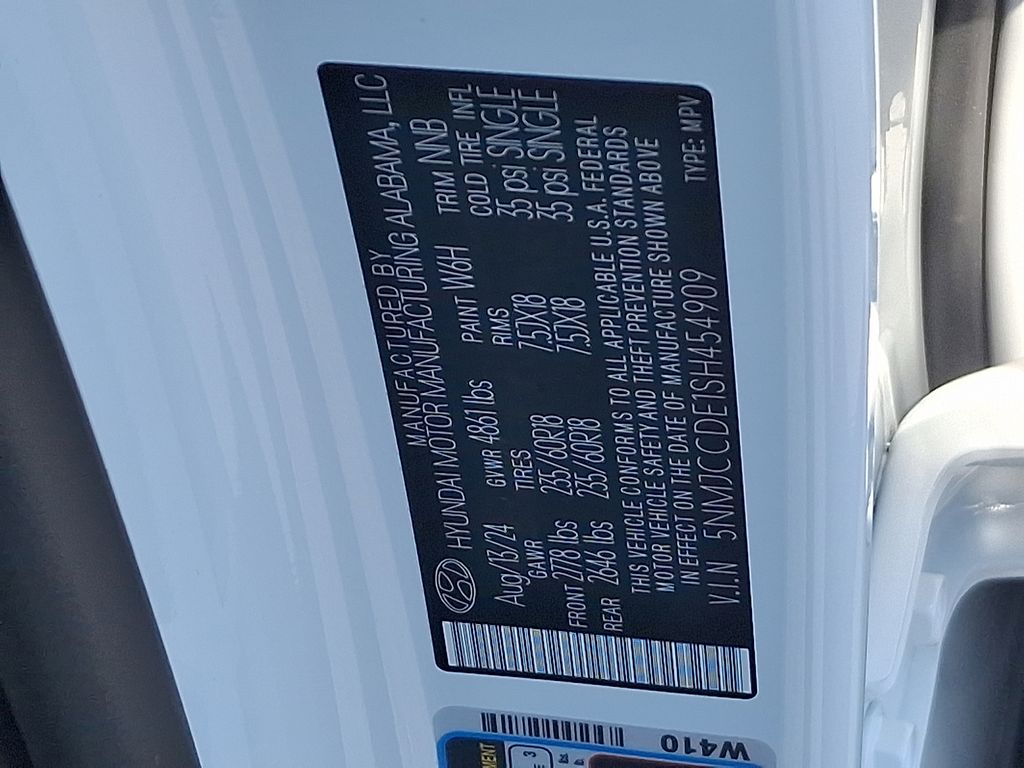 MANUFACTURED BY
HYUNDAI MOTOR MANUFACTURING ALABAMA, LLC
Aug/13/24 GVWR 4861 lbs PAINT W6H TRIM NNB
GAWR TIRES RIMS COLD TIRE INFL
FRONT 2778 lbs 235/60R18 7.5JX18 35 psi SINGLE
REAR 2646 lbs 235/60R18 7.5JX18 35 psi SINGLE
THIS VEHICLE CONFORMS TO ALL APPLICABLE U.S.A. FEDERAL
MOTOR VEHICLE SAFETY AND THEFT PREVENTION STANDARDS
IN EFFECT ON THE DATE OF MANUFACTURE SHOWN ABOVE
V.I.N 5NMJCCDE1SH454909 TYPE: MPV
W410